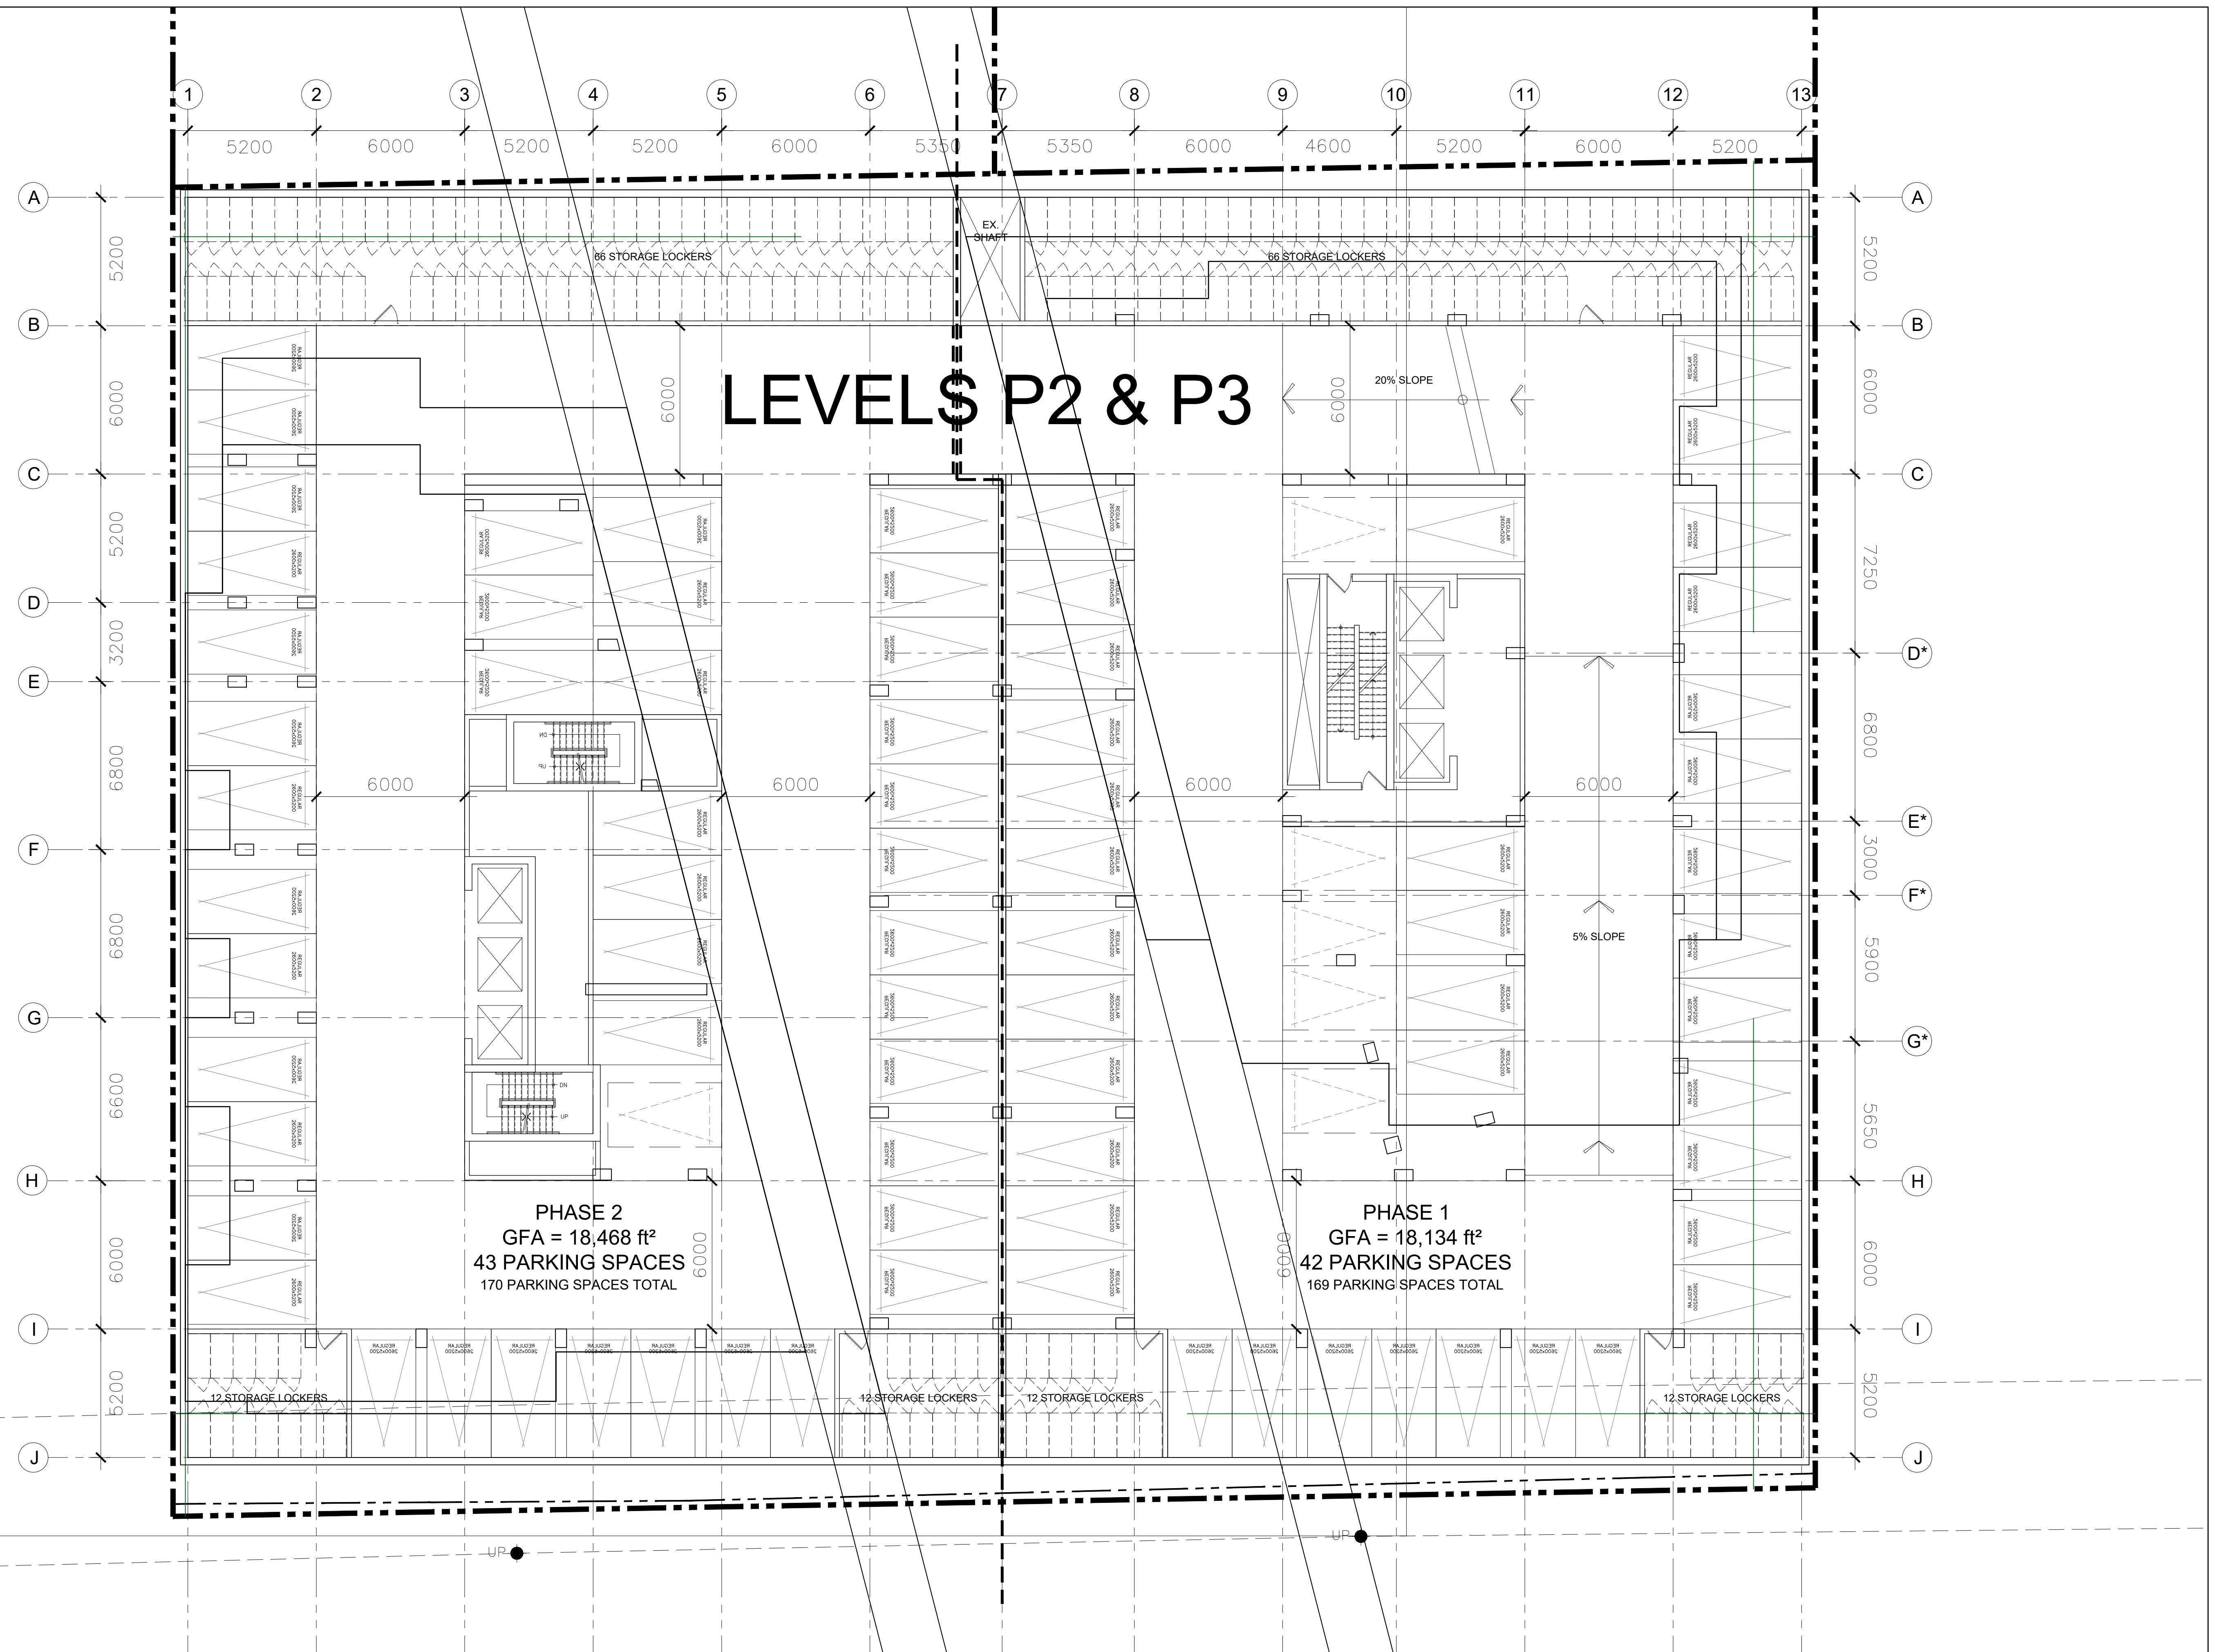 1 2 3 4 5 6 7 8 9 10 11 12 13
5200 6000 5200 5200 6000 5350 5350 6000 4600 5200 6000 5200
A A
EX.
SHAFT
66 STORAGE LOCKERS 66 STORAGE LOCKERS
5200 5200
B B
20% SLOPE
LEVELS P2 & P3
6000 6000 6000 6000
C C
5200 7250
D
3200
D*
E
DN
UP
6800 6800
6000 6000 6000 6000
E*
F
3000
F*
6800 5900
5% SLOPE
G
G*
DN
UP
6600 5650
H H
PHASE 2
GFA = 18,468 ft²
43 PARKING SPACES
170 PARKING SPACES TOTAL
PHASE 1
GFA = 18,134 ft²
42 PARKING SPACES
169 PARKING SPACES TOTAL
6000 6000 6000 6000
I I
REGULAR
2600x5200
12 STORAGE LOCKERS 12 STORAGE LOCKERS 12 STORAGE LOCKERS 12 STORAGE LOCKERS
5200 5200
J J
UP UP